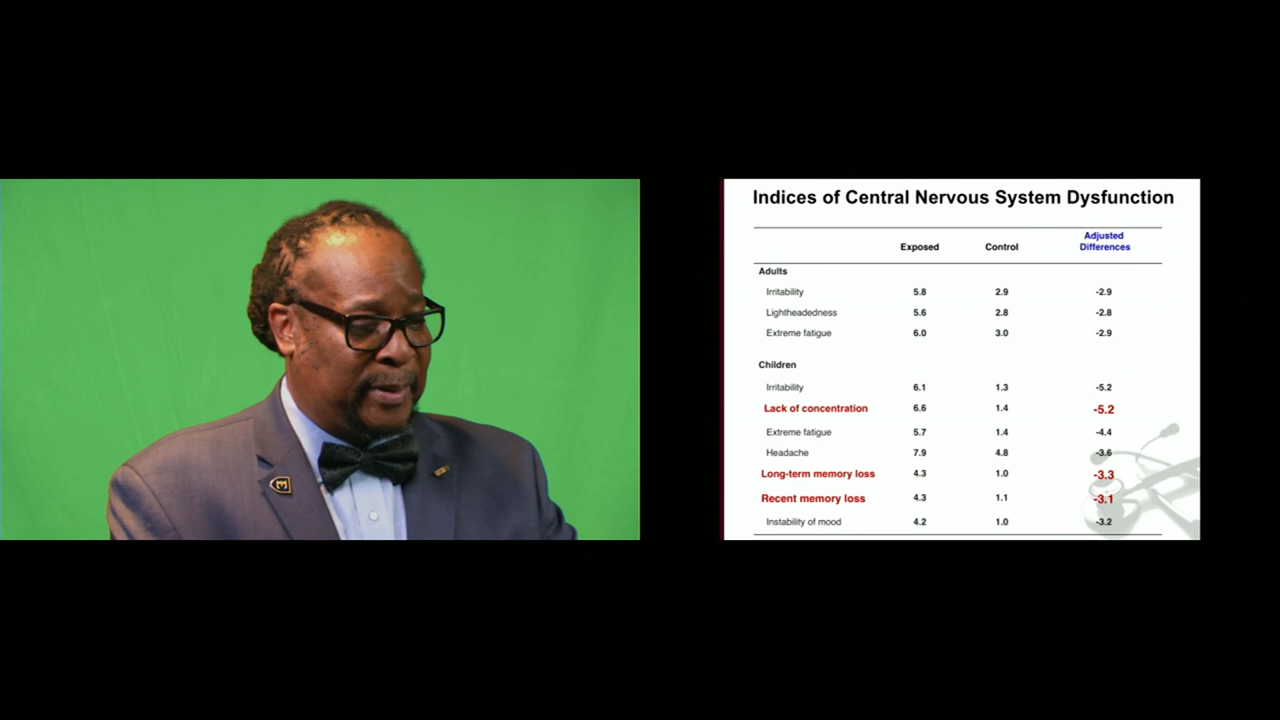 Indices of Central Nervous System Dysfunction
Exposed Control Adjusted Differences
Adults
Irritability 5.8 2.9 -2.9
Lightheadedness 5.6 2.8 -2.8
Extreme fatigue 6.0 3.0 -2.9
Children
Irritability 6.1 1.3 -5.2
Lack of concentration 6.6 1.4 -5.2
Extreme fatigue 5.7 1.4 -4.4
Headache 7.9 4.8 -3.6
Long-term memory loss 4.3 1.0 -3.3
Recent memory loss 4.3 1.1 -3.1
Instability of mood 4.2 1.0 -3.2